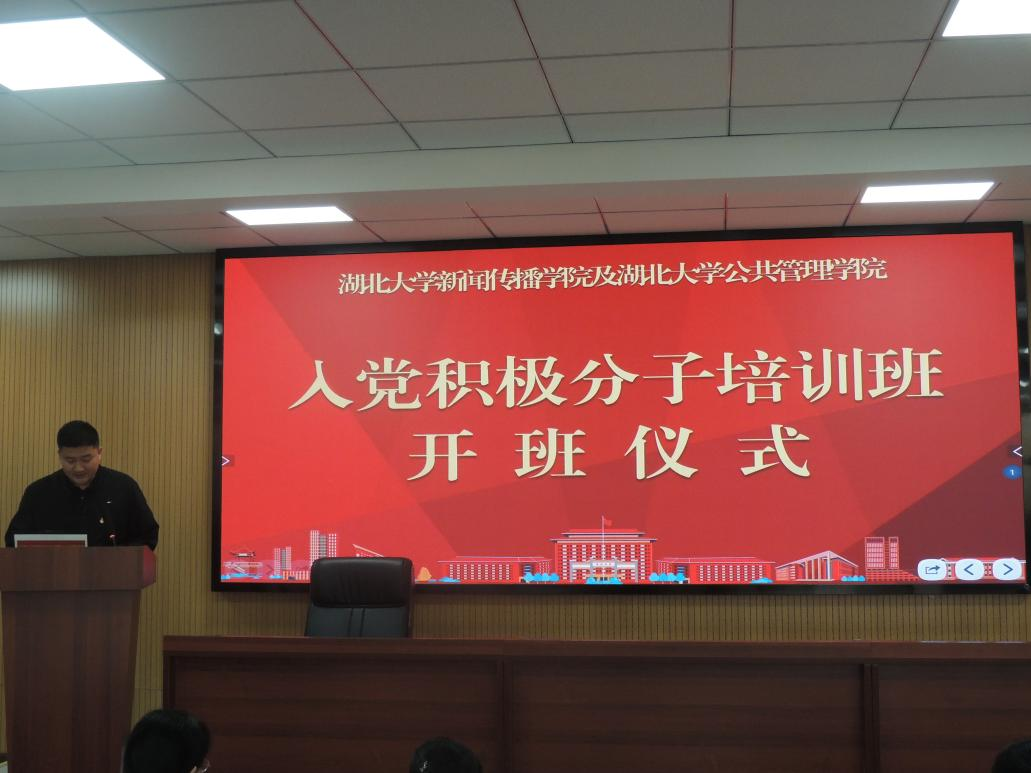 湖北大学新闻传播学院及湖北大学公共管理学院
入党积极分子培训班
开班仪式
1